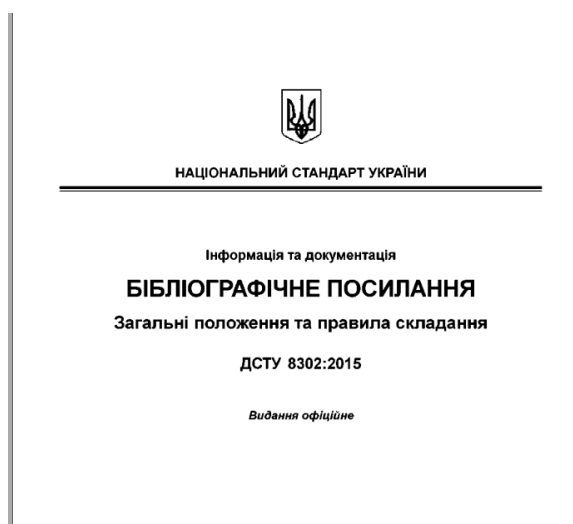 НАЦІОНАЛЬНИЙ СТАНДАРТ УКРАЇНИ
Інформація та документація
БІБЛІОГРАФІЧНЕ ПОСИЛАННЯ
Загальні положення та правила складання
ДСТУ 8302:2015
Видання офіційне